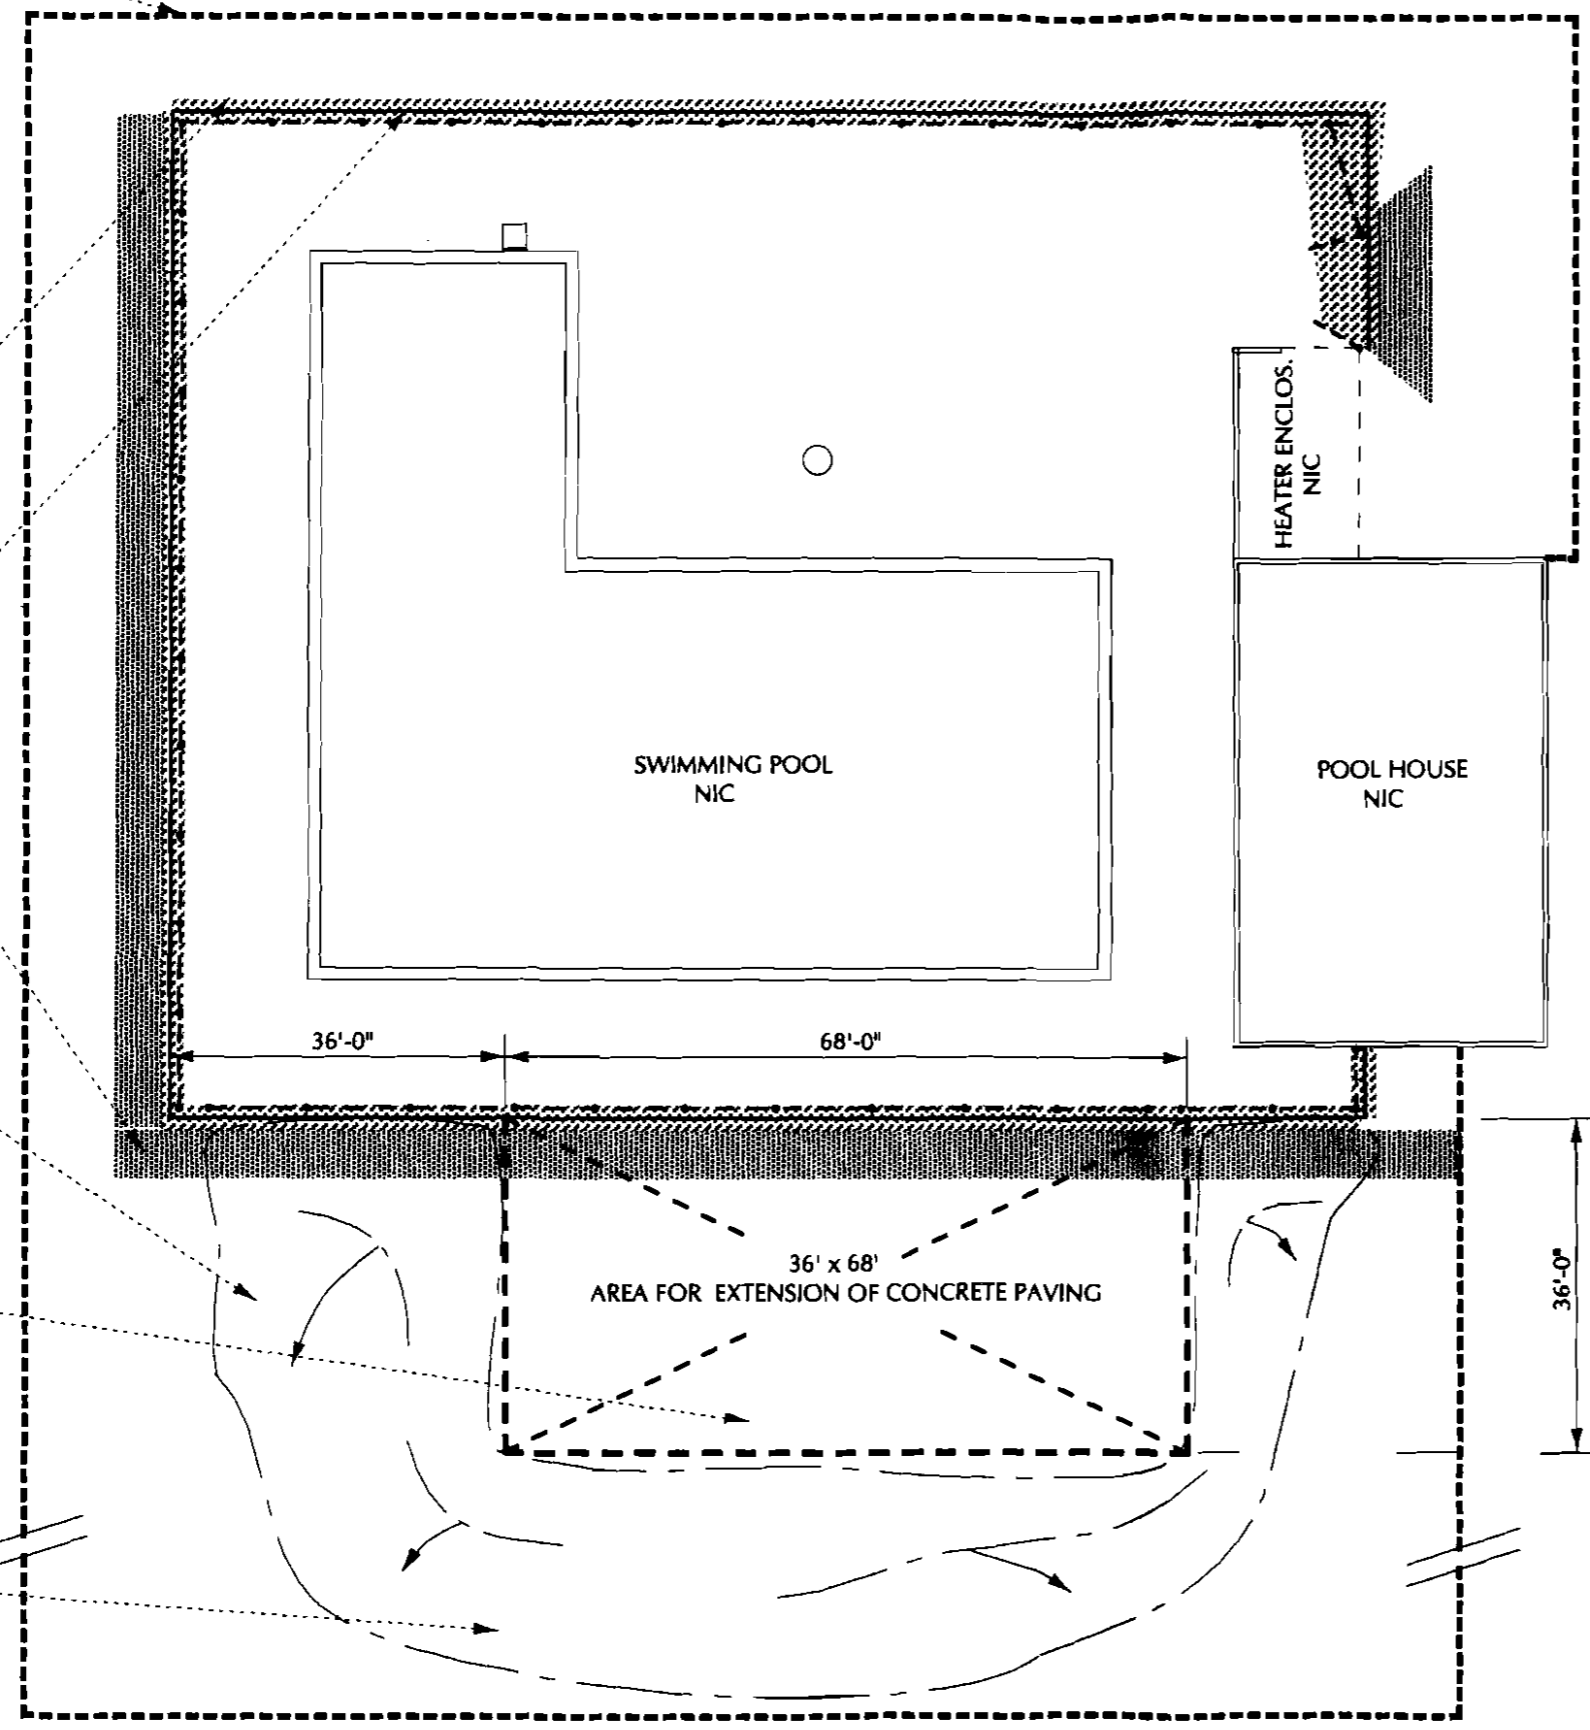 HEATER ENCLOS.
NIC
SWIMMING POOL
NIC
POOL HOUSE
NIC
36'-0"
68'-0"
36' x 68'
AREA FOR EXTENSION OF CONCRETE PAVING
36'-0"